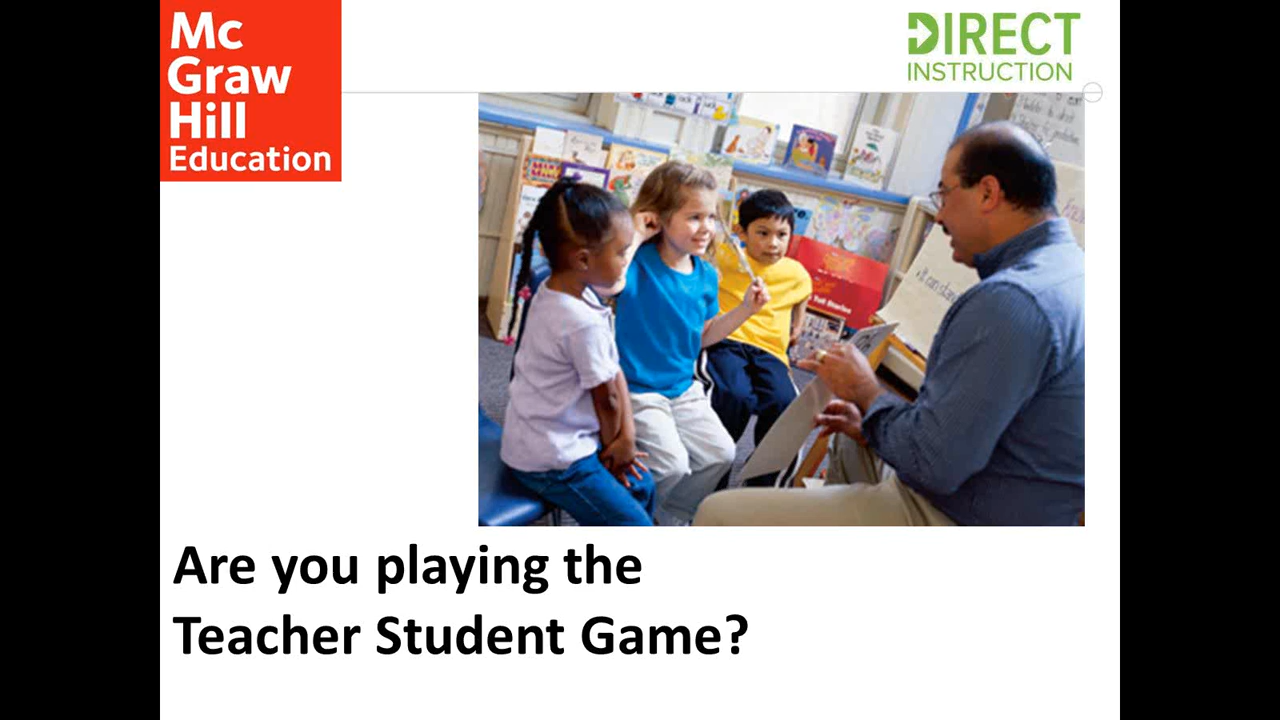 Mc
Graw
Hill
Education
DIRECT
INSTRUCTION
Are you playing the
Teacher Student Game?